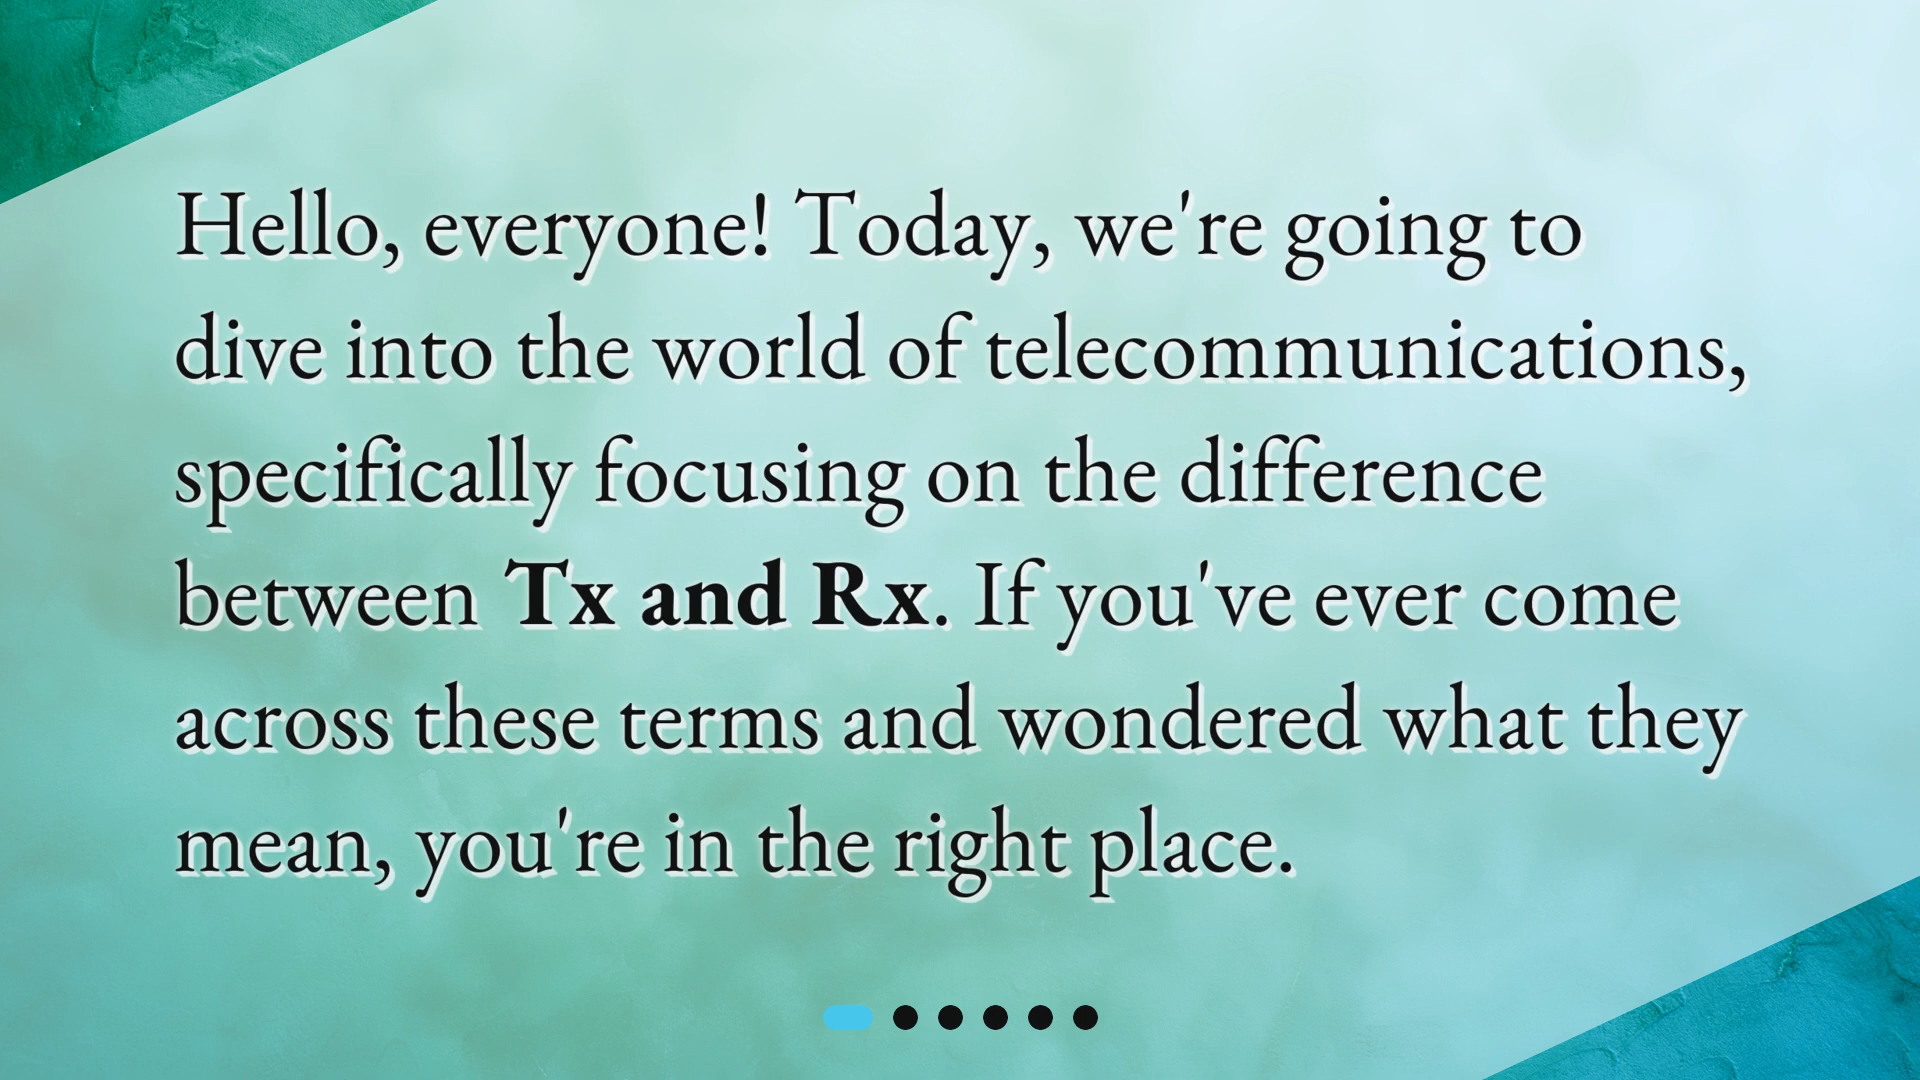 Hello, everyone! Today, we're going to
dive into the world of telecommunications,
specifically focusing on the difference
between Tx and Rx. If you've ever come
across these terms and wondered what they
mean, you're in the right place.